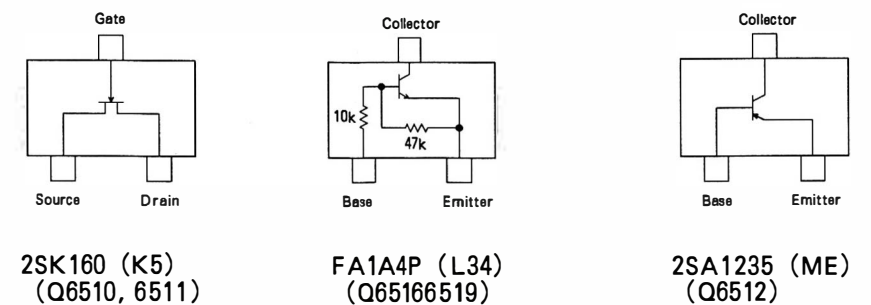 Gate
Source Drain
2SK160 (K5)
(Q6510, 6511)
Collector
10k
47k
Base Emitter
FA1A4P (L34)
(Q65166519)
Collector
Base Emitter
2SA1235 (ME)
(Q6512)